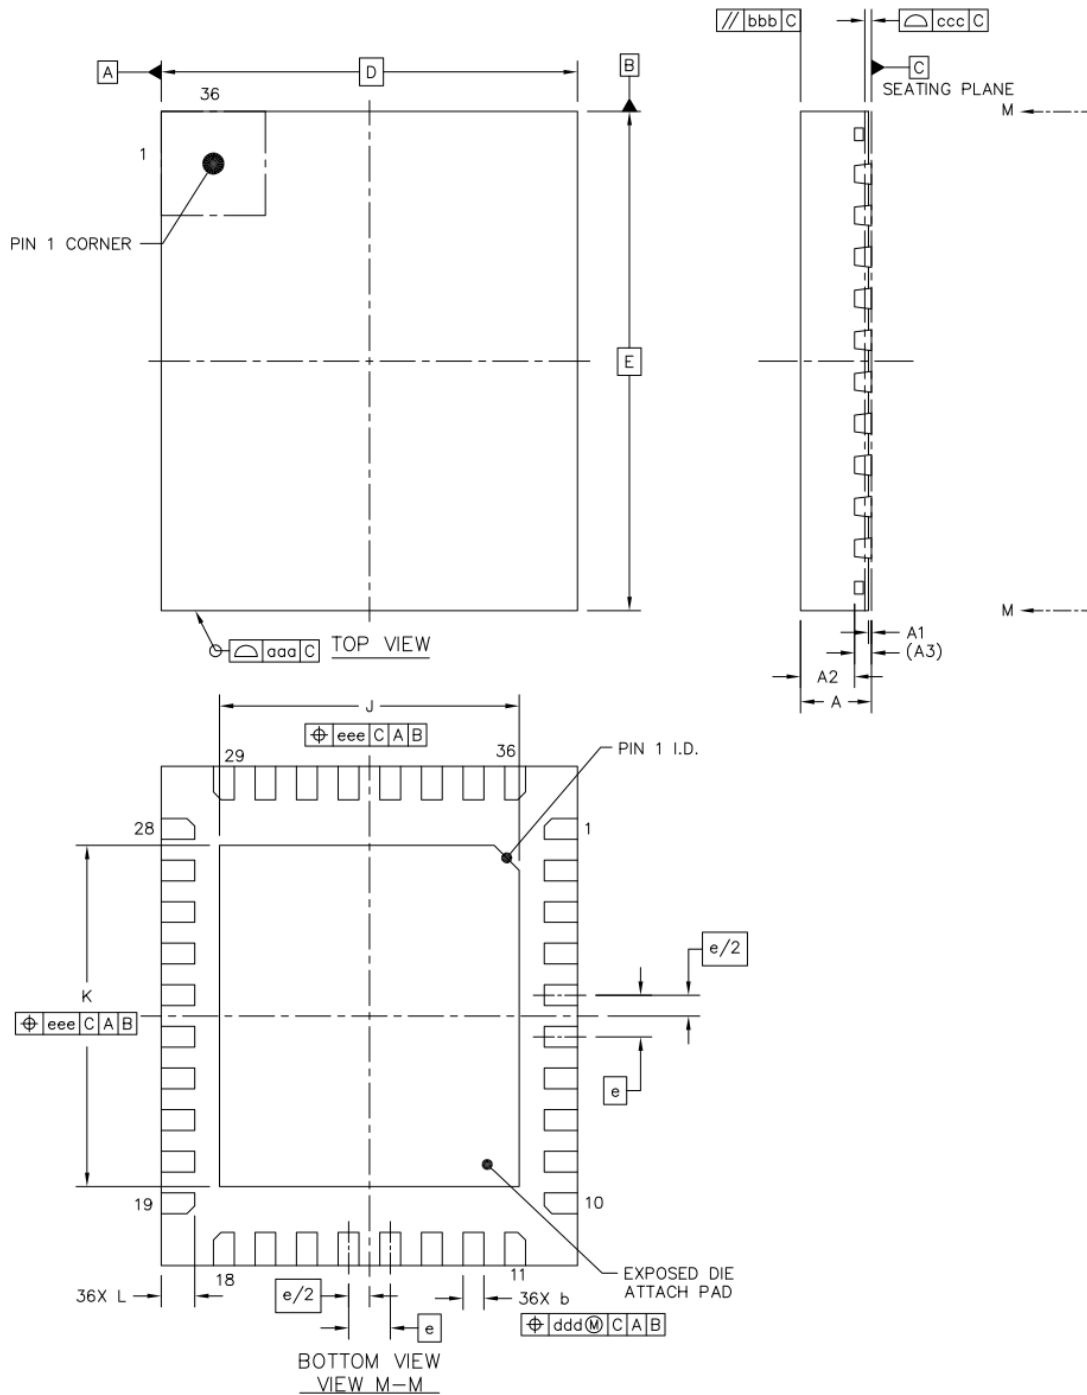 // bbb C
⌓ ccc C
A
D
B
C
SEATING PLANE
36
M
1
PIN 1 CORNER
E
M
A1
(A3)
⌓ aaa C
TOP VIEW
A2
A
J
⌖ eee C A B
PIN 1 I.D.
29
36
28
1
e/2
K
⌖ eee C A B
e
19
10
18
11
EXPOSED DIE
ATTACH PAD
36X L
e/2
36X b
e
⌖ ddd Ⓜ C A B
BOTTOM VIEW
VIEW M–M